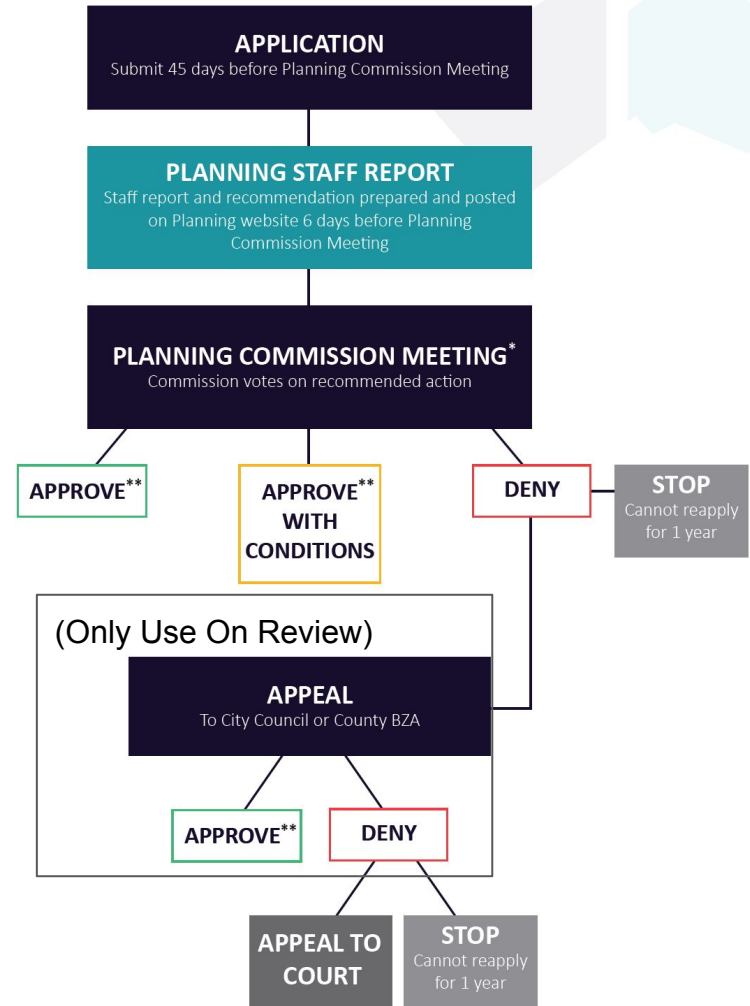 APPLICATION
Submit 45 days before Planning Commission Meeting
PLANNING STAFF REPORT
Staff report and recommendation prepared and posted
on Planning website 6 days before Planning
Commission Meeting
PLANNING COMMISSION MEETING*
Commission votes on recommended action
APPROVE**
APPROVE**
WITH
CONDITIONS
DENY
STOP
Cannot reapply
for 1 year
(Only Use On Review)
APPEAL
To City Council or County BZA
APPROVE**
DENY
APPEAL TO
COURT
STOP
Cannot reapply
for 1 year